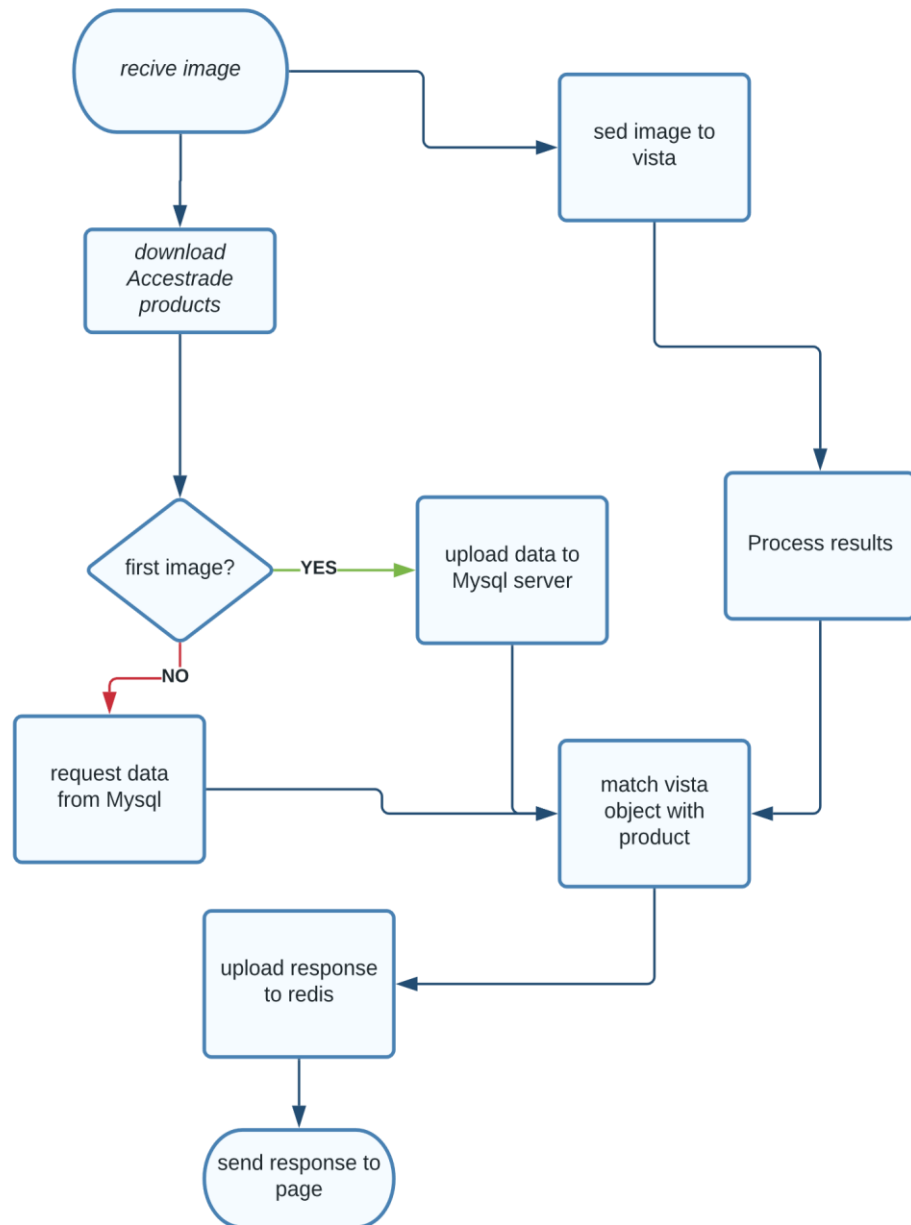 recive image
sed image to
vista
download
Accestrade
products
first image?
YES
upload data to
Mysql server
Process results
NO
request data
from Mysql
match vista
object with
product
upload response
to redis
send response to
page